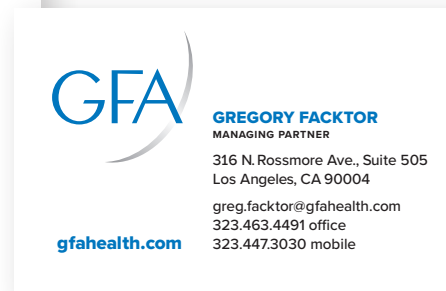 GFA
GREGORY FACKTOR
MANAGING PARTNER
316 N. Rossmore Ave., Suite 505
Los Angeles, CA 90004
greg.facktor@gfahealth.com
323.463.4491 office
gfahealth.com
323.447.3030 mobile